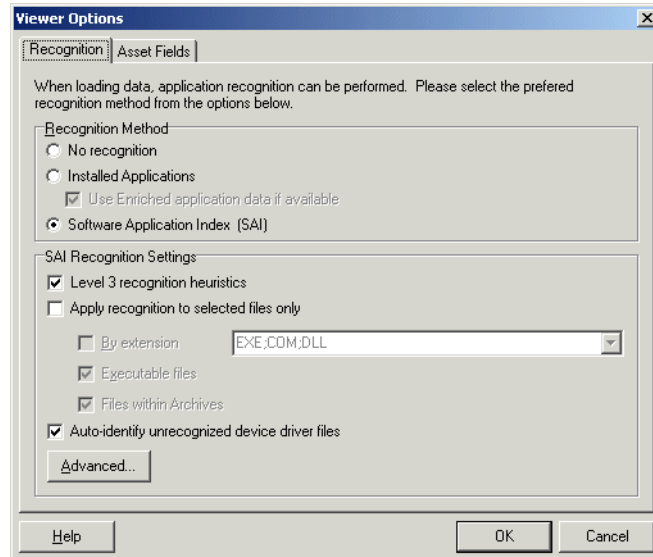 Viewer Options
Recognition
Asset Fields
When loading data, application recognition can be performed. Please select the prefered
recognition method from the options below.
Recognition Method
No recognition
Installed Applications
Use Enriched application data if available
Software Application Index (SAI)
SAI Recognition Settings
Level 3 recognition heuristics
Apply recognition to selected files only
By extension
EXE;COM;DLL
Executable files
Files within Archives
Auto-identify unrecognized device driver files
Advanced...
Help
OK
Cancel